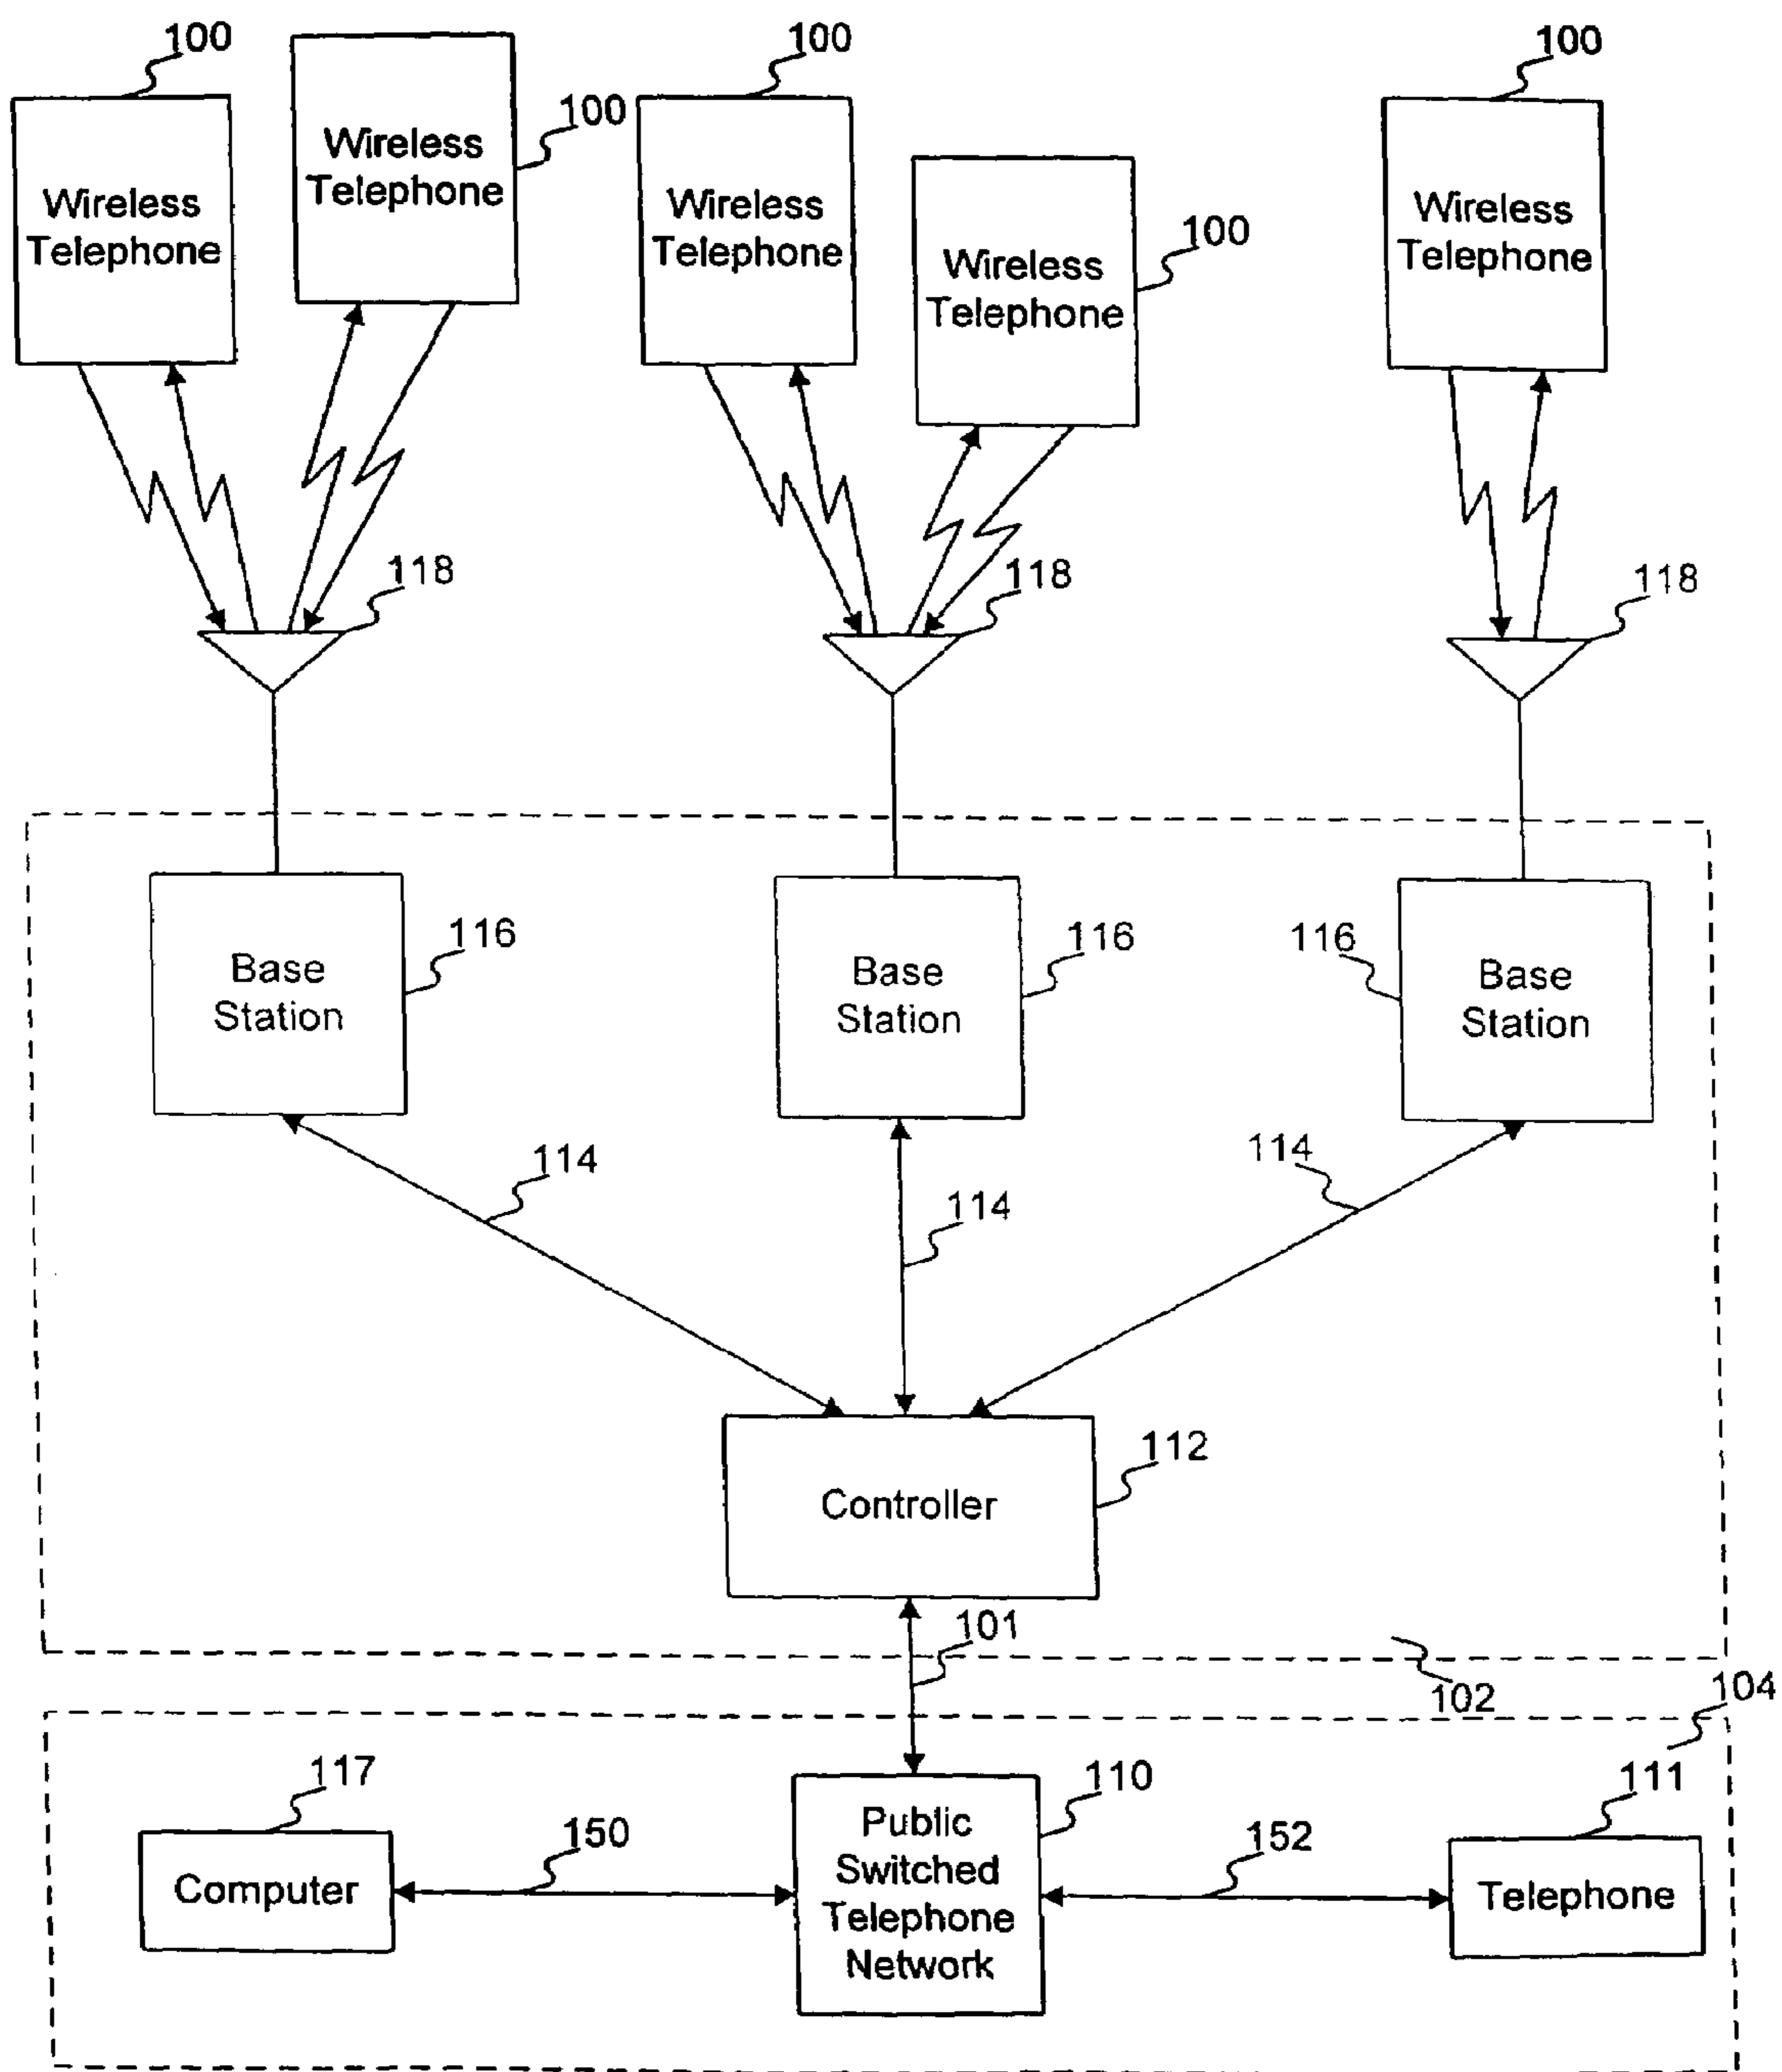 100
100
100
100
100
Wireless
Telephone
Wireless
Telephone
Wireless
Telephone
Wireless
Telephone
Wireless
Telephone
118
118
118
116
116
116
Base
Station
Base
Station
Base
Station
114
114
114
112
Controller
101
102
104
117
110
111
150
152
Computer
Public
Switched
Telephone
Network
Telephone